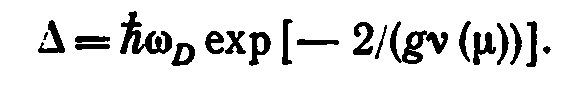 Δ = ħω_D exp [— 2/(gν (μ))].